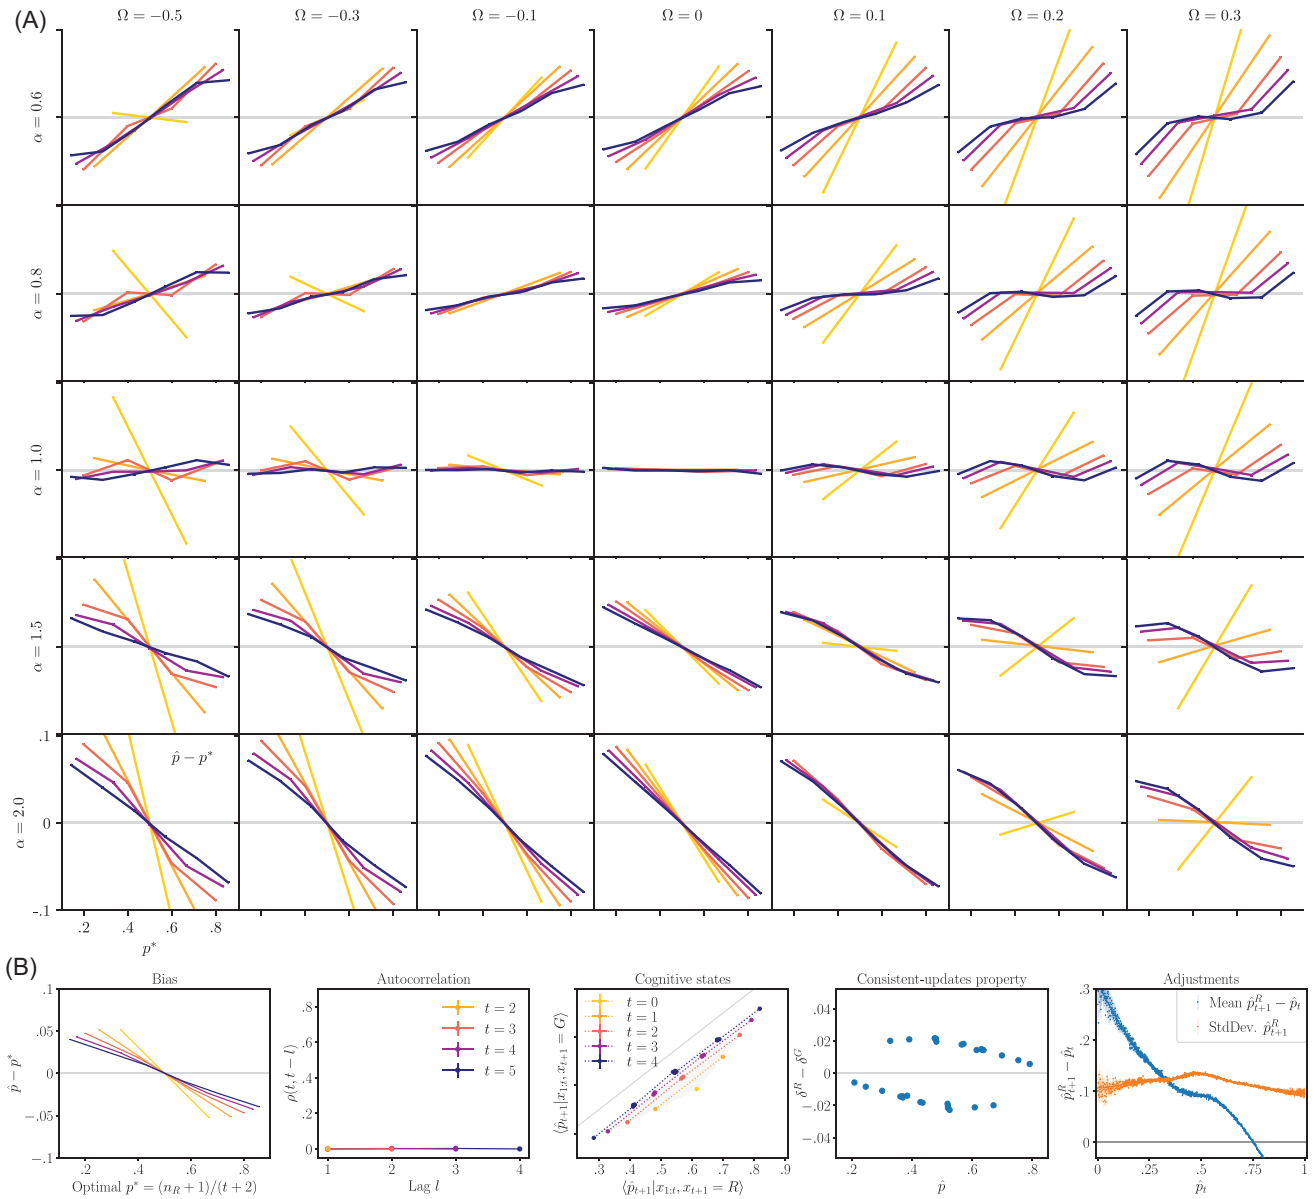 (A)
Ω = −0.5 Ω = −0.3 Ω = −0.1 Ω = 0 Ω = 0.1 Ω = 0.2 Ω = 0.3
α = 0.6
α = 0.8
α = 1.0
α = 1.5
α = 2.0
.1
p̂ − p*
0
-.1
.2 .4 .6 .8
p*
(B)
Bias
.1
.05
0
−.05
−.1
p̂ − p*
.2 .4 .6 .8
Optimal p* = (n_R + 1)/(t + 2)
Autocorrelation
.8
.6
.4
.2
0
ρ(t, t − l)
t = 2
t = 3
t = 4
t = 5
1 2 3 4
Lag l
Cognitive states
⟨p̂_{t+1}|x_{1:t}, x_{t+1} = G⟩
t = 0
t = 1
t = 2
t = 3
t = 4
.3 .4 .5 .6 .7 .8 .9
⟨p̂_{t+1}|x_{1:t}, x_{t+1} = R⟩
Consistent-updates property
0.04
0.02
0
−0.02
−0.04
δ^R − δ^G
.2 .4 .6 .8
p̂
Adjustments
.3
.2
.1
0
p̂^R_{t+1} − p̂_t
Mean p̂^R_{t+1} − p̂_t
StdDev. p̂^R_{t+1}
0 .25 .5 .75 1
p̂_t